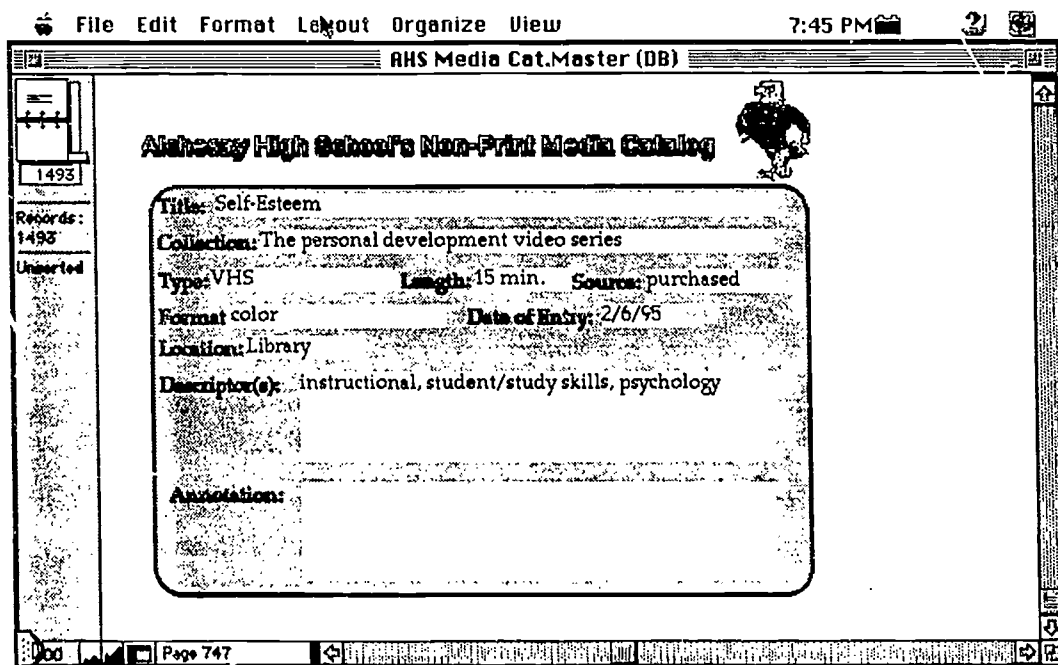 File Edit Format Layout Organize View 7:45 PM
AHS Media Cat.Master (DB)
High School's Non-Print Media Catalog
1493
Records:
1493
Unsorted
Title: Self-Esteem
Collection: The personal development video series
Type: VHS Length: 15 min. Source: purchased
Format color Date of Entry: 2/6/95
Location: Library
Descriptor(s): instructional, student/study skills, psychology
Annotation:
Page 747